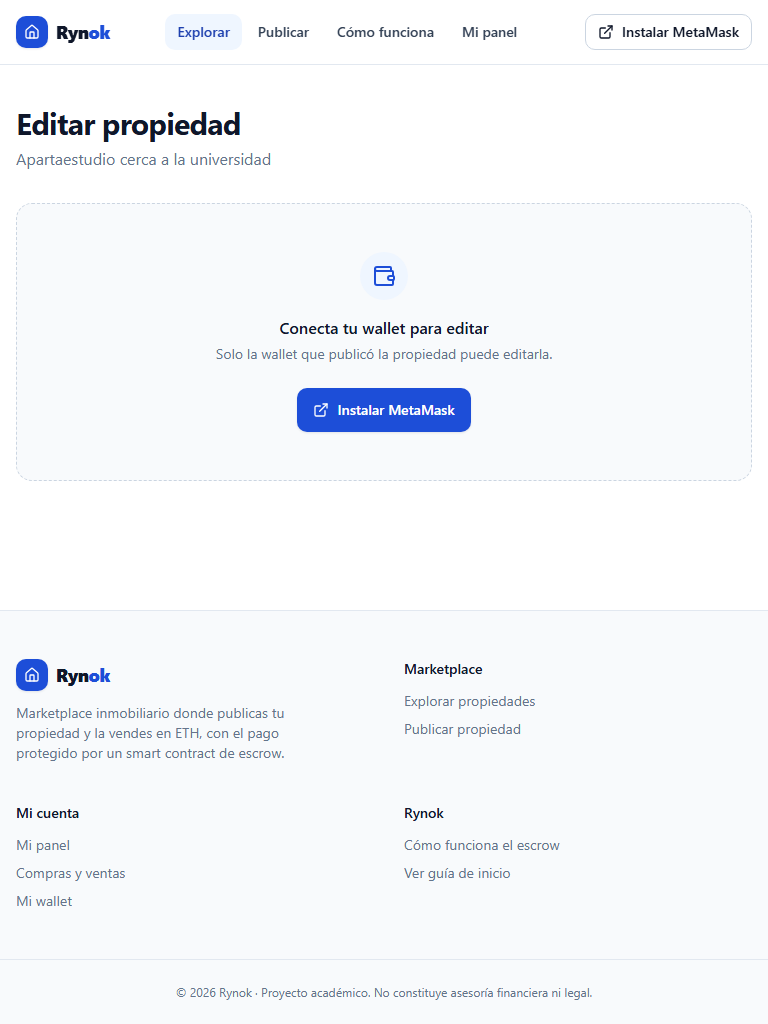 Rynok
Explorar
Publicar
Cómo funciona
Mi panel
Instalar MetaMask
Editar propiedad
Apartaestudio cerca a la universidad
Conecta tu wallet para editar
Solo la wallet que publicó la propiedad puede editarla.
Instalar MetaMask
Rynok
Marketplace inmobiliario donde publicas tu
propiedad y la vendes en ETH, con el pago
protegido por un smart contract de escrow.
Marketplace
Explorar propiedades
Publicar propiedad
Mi cuenta
Mi panel
Compras y ventas
Mi wallet
Rynok
Cómo funciona el escrow
Ver guía de inicio
© 2026 Rynok · Proyecto académico. No constituye asesoría financiera ni legal.